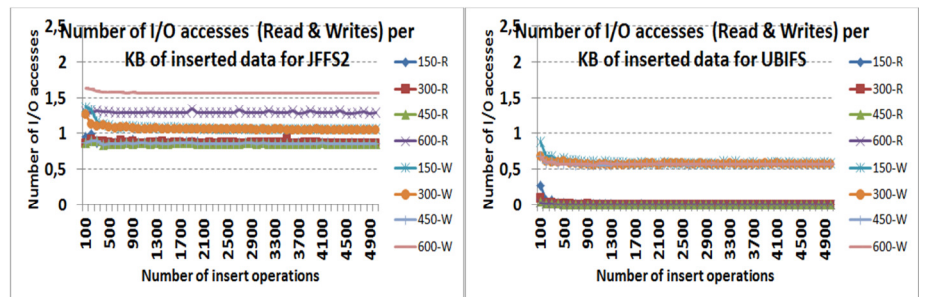 Number of I/O accesses (Read & Writes) per
KB of inserted data for JFFS2
2,5
2
1,5
1
0,5
0
Number of I/O accesses
100
500
900
1300
1700
2100
2500
2900
3300
3700
4100
4500
4900
Number of insert operations
150-R
300-R
450-R
600-R
150-W
300-W
450-W
600-W
Number of I/O accesses (Read & Writes) per
KB of inserted data for UBIFS
2,5
2
1,5
1
0,5
0
Number of I/O accesses
100
500
900
1300
1700
2100
2500
2900
3300
3700
4100
4500
4900
Number of insert operations
150-R
300-R
450-R
600-R
150-W
300-W
450-W
600-W